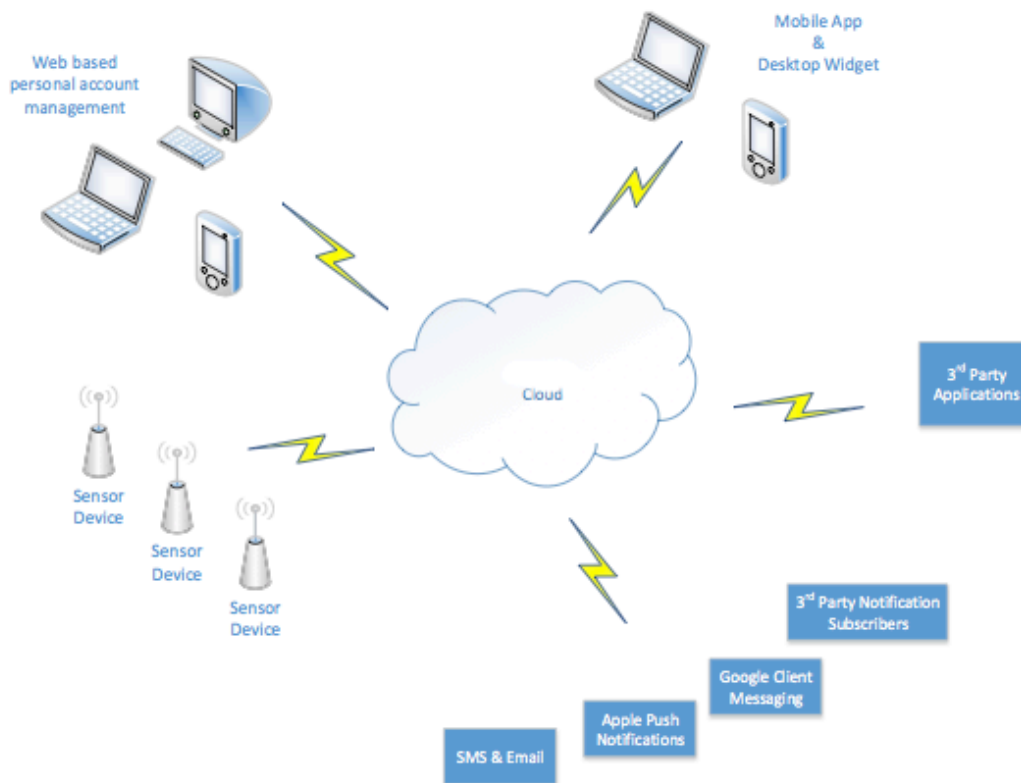 Web based
personal account
management
Mobile App
&
Desktop Widget
Cloud
3rd Party
Applications
Sensor
Device
Sensor
Device
Sensor
Device
3rd Party Notification
Subscribers
Google Client
Messaging
Apple Push
Notifications
SMS & Email